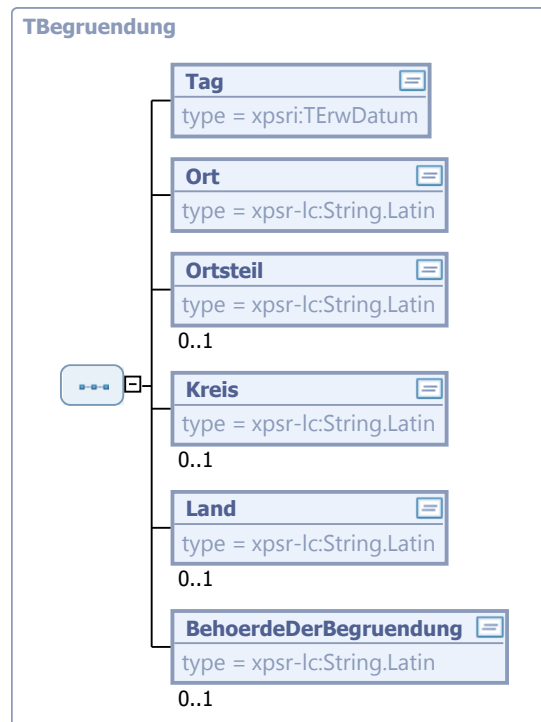 TBegruendung
Tag
type = xpsri:TErwDatum
Ort
type = xpsr-lc:String.Latin
Ortsteil
type = xpsr-lc:String.Latin
0..1
Kreis
type = xpsr-lc:String.Latin
0..1
Land
type = xpsr-lc:String.Latin
0..1
BehoerdeDerBegruendung
type = xpsr-lc:String.Latin
0..1